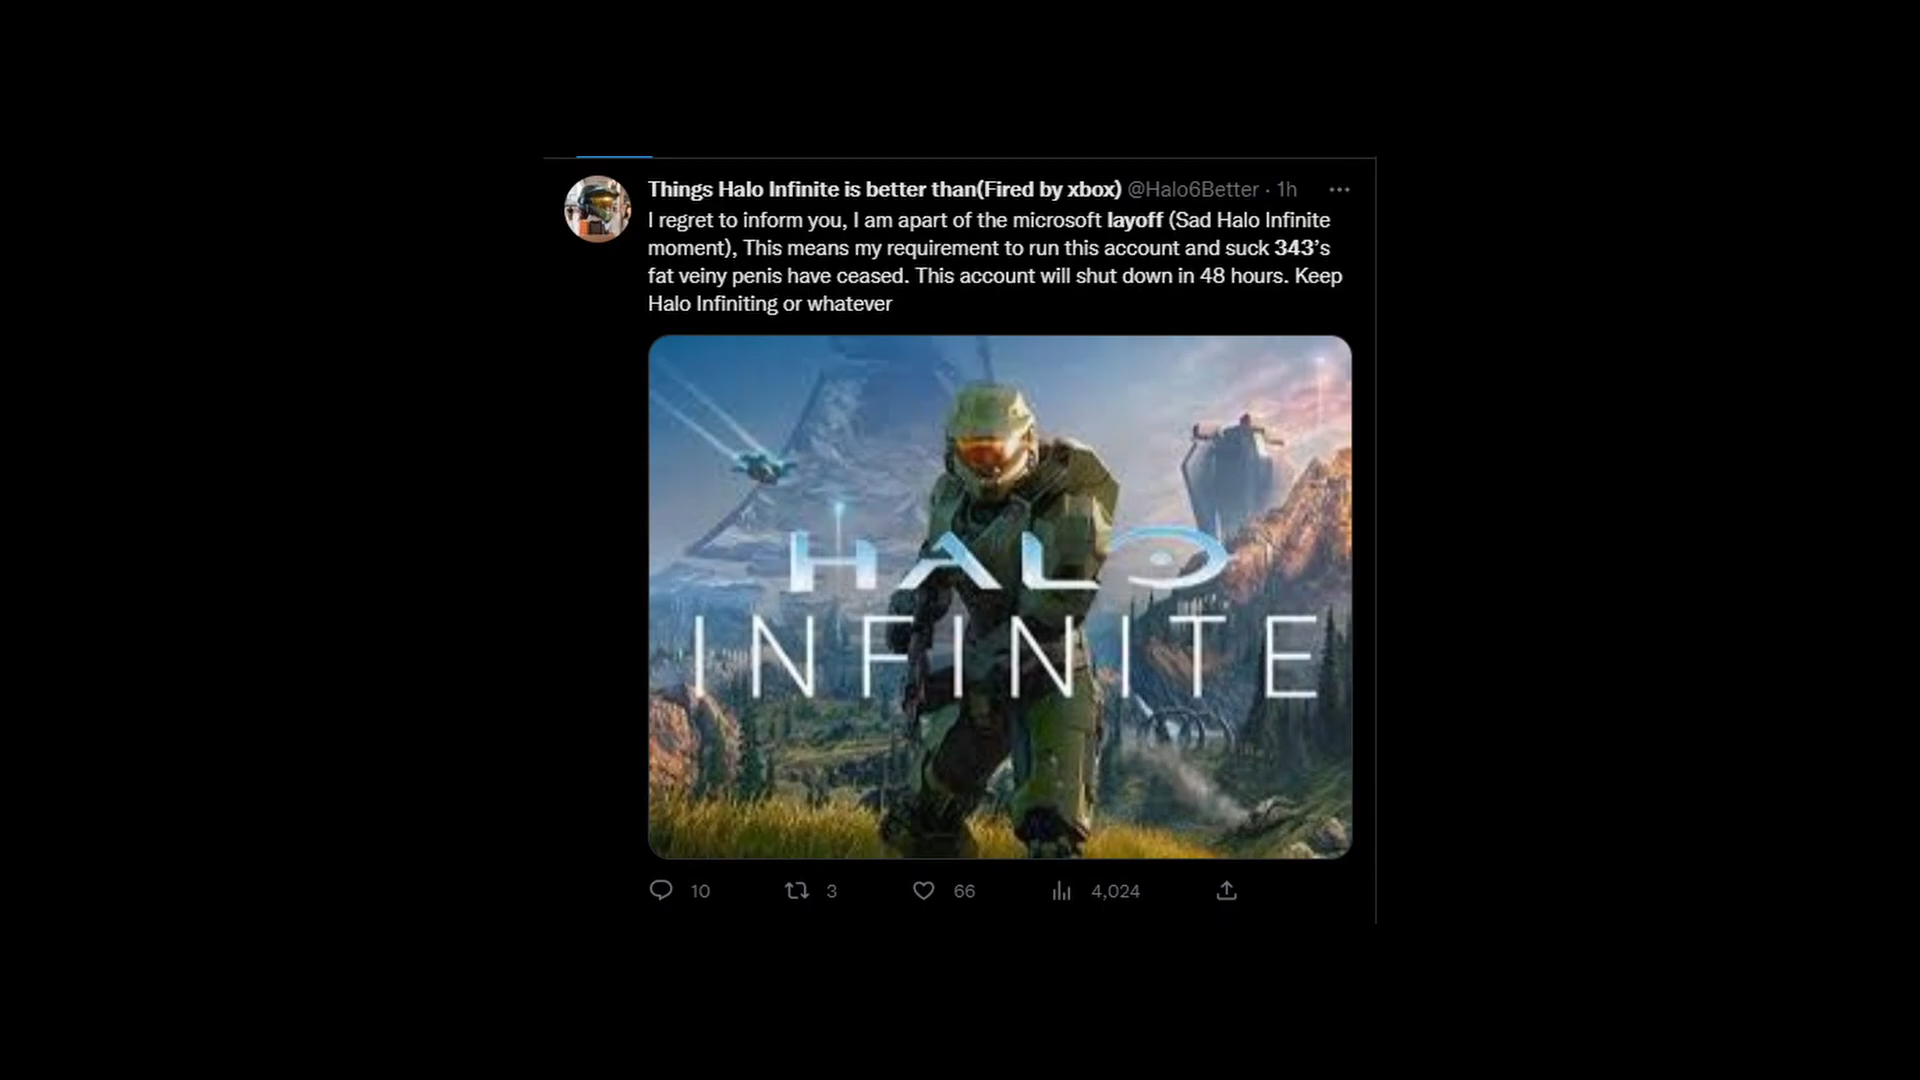 Things Halo Infinite is better than(Fired by xbox) @Halo6Better · 1h
I regret to inform you, I am apart of the microsoft layoff (Sad Halo Infinite
moment), This means my requirement to run this account and suck 343's
fat veiny penis have ceased. This account will shut down in 48 hours. Keep
Halo Infiniting or whatever
HALO
INFINITE
10 3 66 4,024